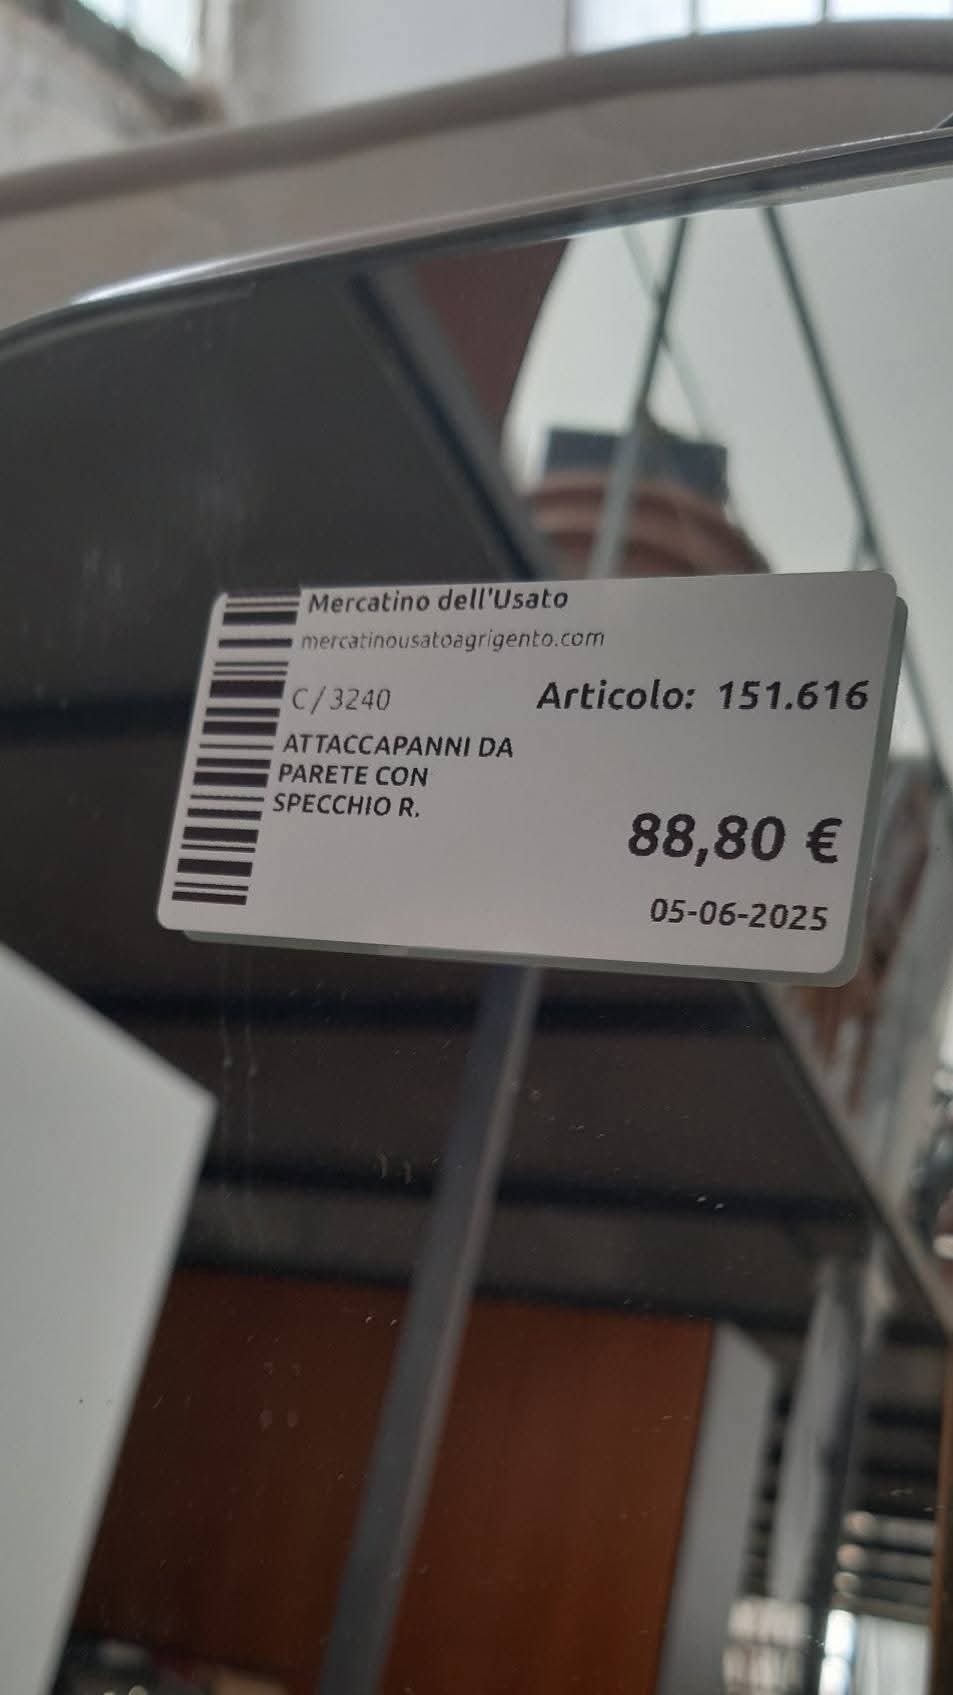 Mercatino dell'Usato
mercatinousatoagrigento.com
C/3240
Articolo: 151.616
ATTACCAPANNI DA
PARETE CON
SPECCHIO R.
88,80 €
05-06-2025